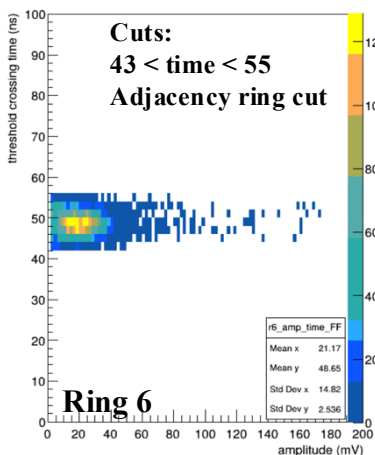 Cuts:
43 < time < 55
Adjacency ring cut
threshold crossing time (ns)
100
90
80
70
60
50
40
30
20
10
0
r6_amp_time_FF
Mean x 21.17
Mean y 48.65
Std Dev x 14.82
Std Dev y 2.536
Ring 6
0 20 40 60 80 100 120 140 160 180 200
amplitude (mV)
0